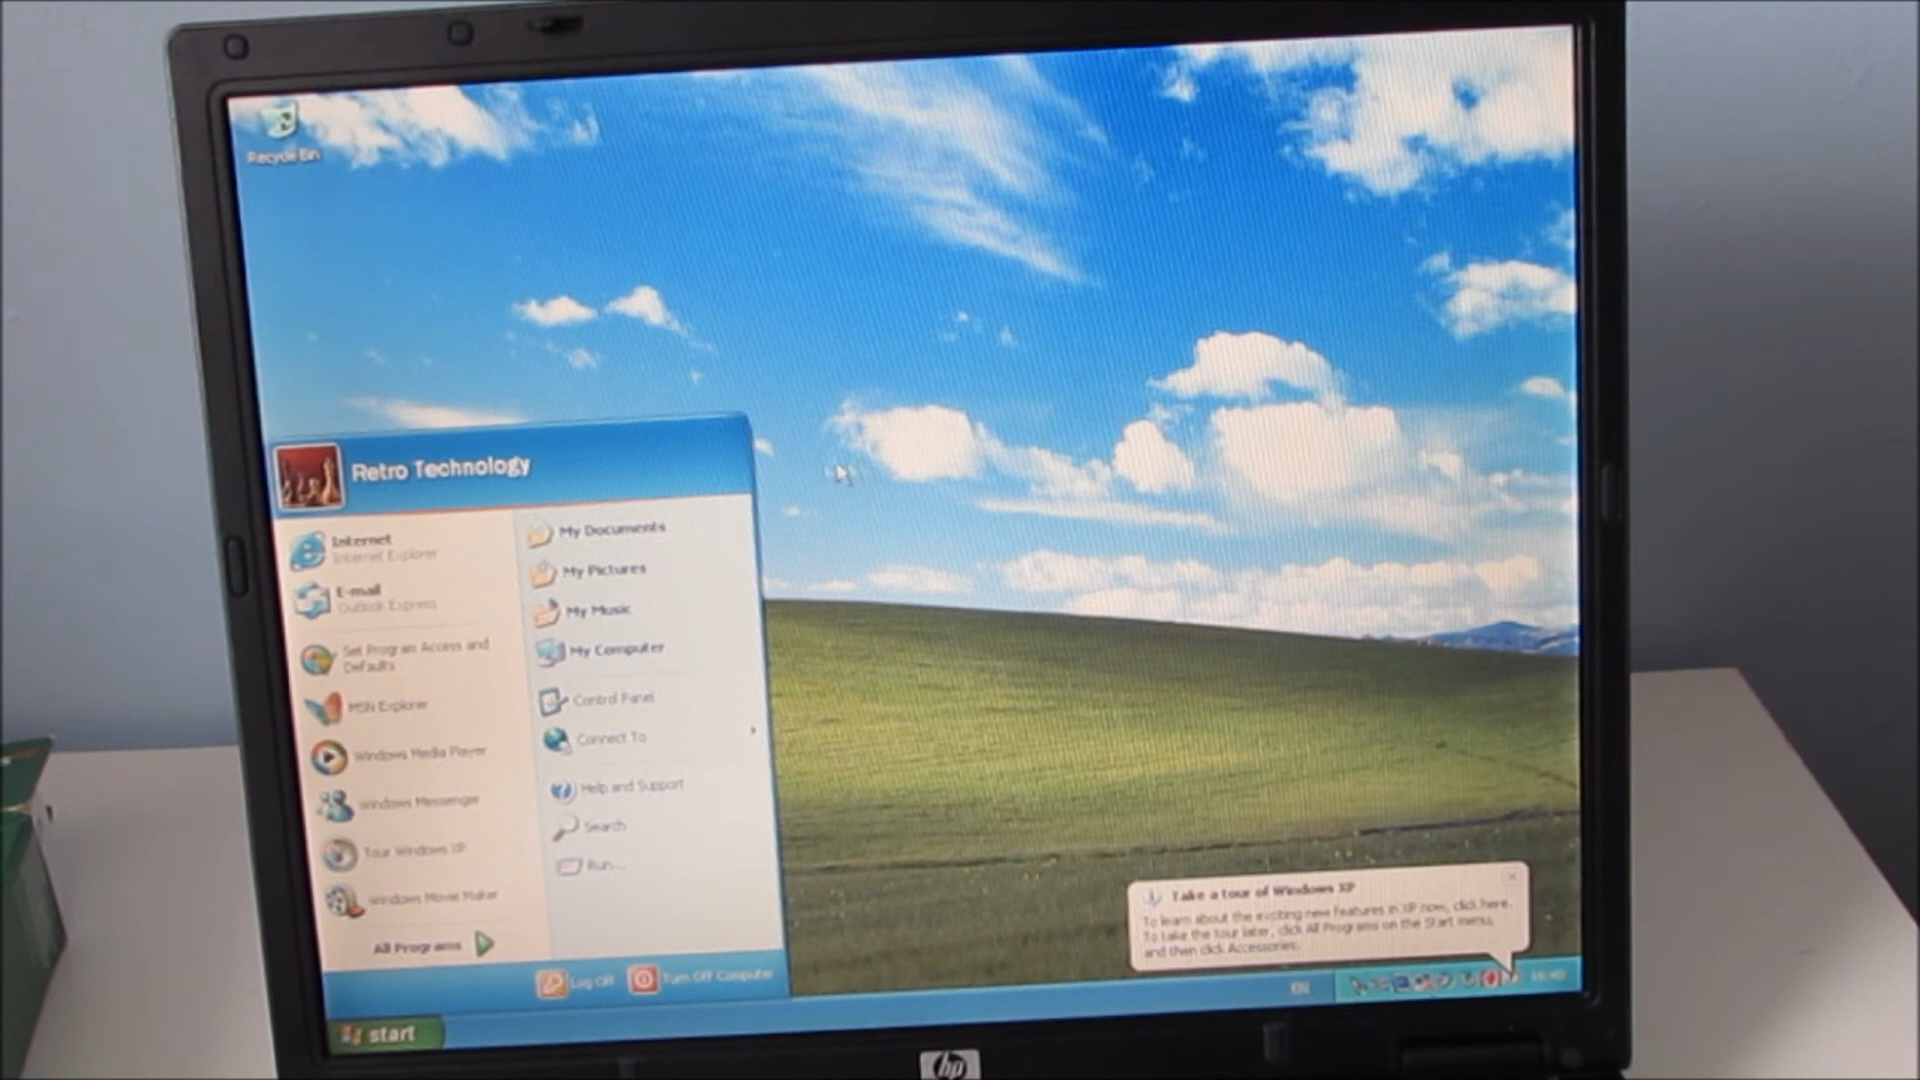 Recycle Bin
Retro Technology
Internet
Internet Explorer
E-mail
Outlook Express
Set Program Access and
Defaults
MSN Explorer
Windows Media Player
Windows Messenger
Tour Windows XP
Windows Movie Maker
All Programs
My Documents
My Pictures
My Music
My Computer
Control Panel
Connect To
Help and Support
Search
Run...
Log Off
Turn Off Computer
Take a tour of Windows XP
To learn about the exciting new features in XP now, click here.
To take the tour later, click All Programs on the Start menu,
and then click Accessories.
start
EN
hp